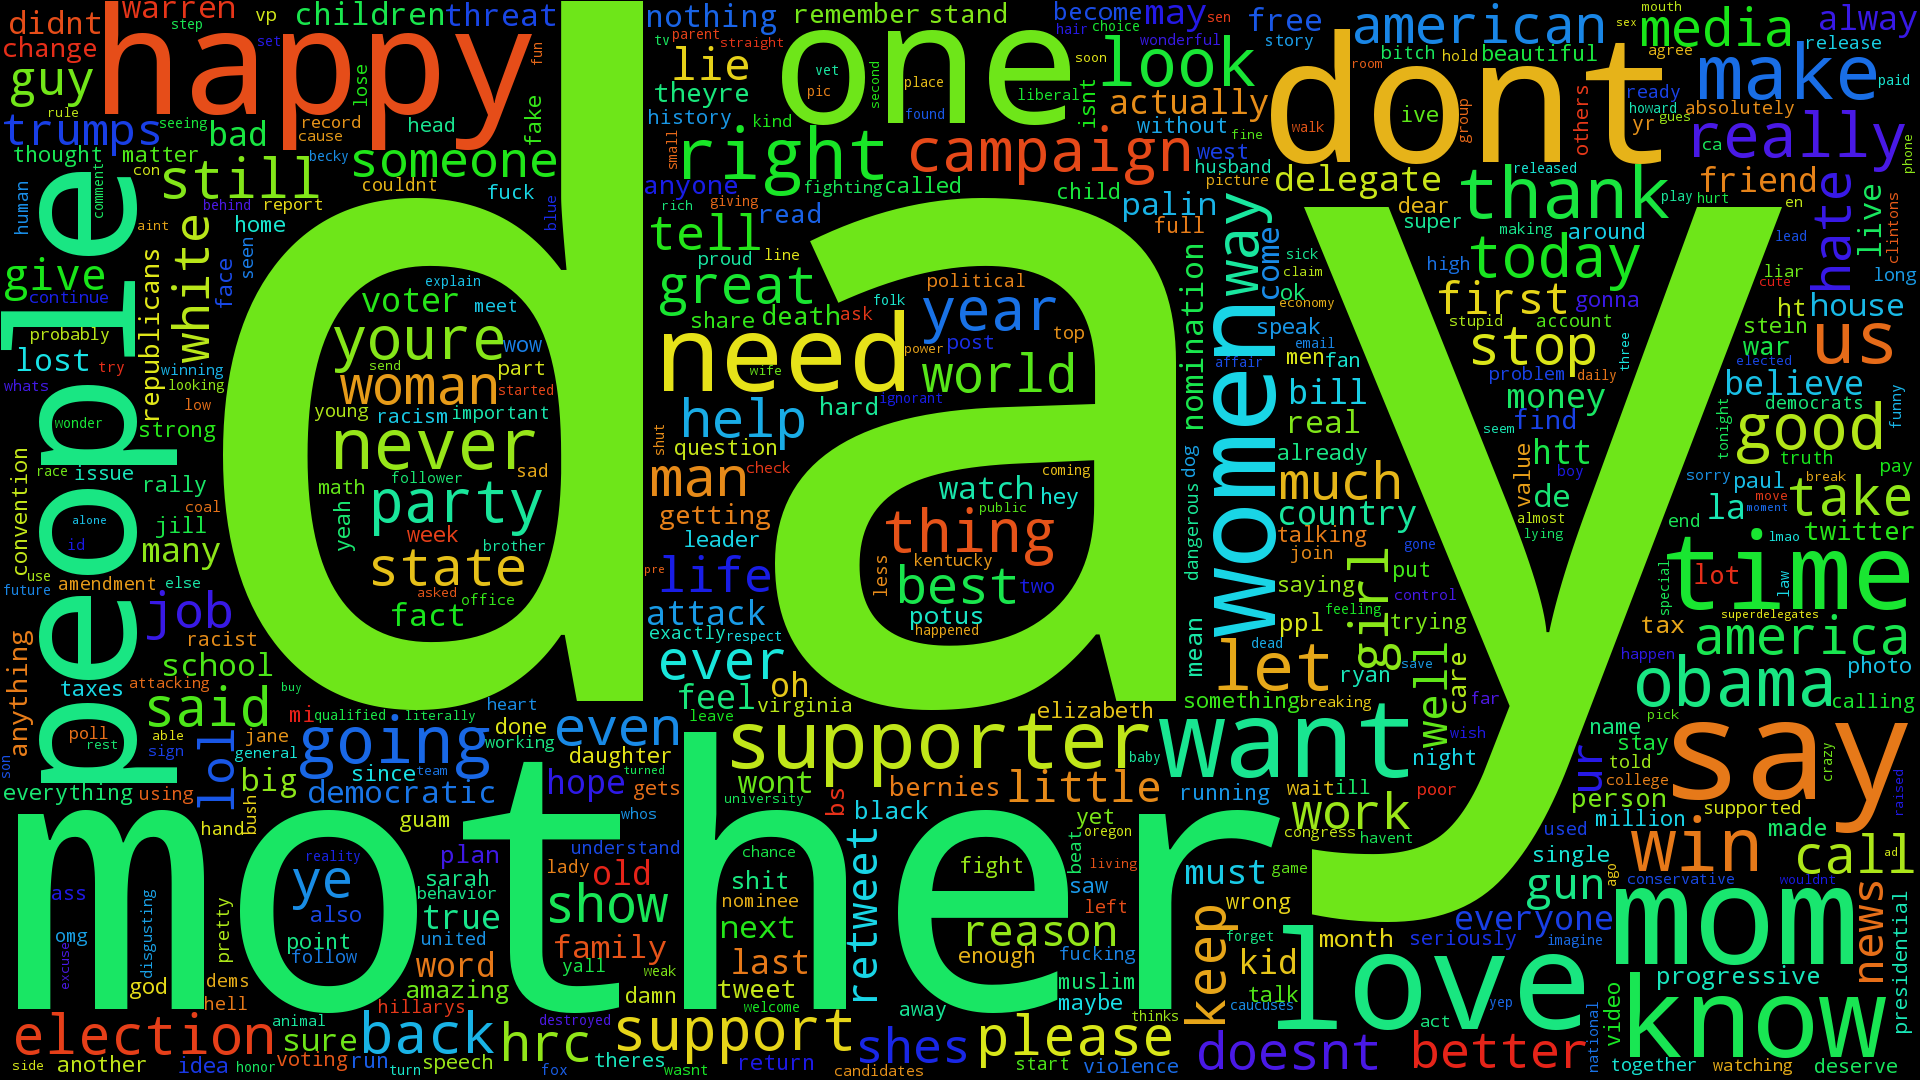 day
mother
happy
one
dont
people
women
need
time
say
want
love
mom
know
supporter
right
campaign
look
american
media
make
really
thank
today
first
stop
way
hate
us
good
take
america
obama
win
call
news
better
doesnt
please
shes
support
hrc
back
election
going
even
said
job
still
someone
white
guy
trumps
warren
didnt
change
children
threat
nothing
lie
theyre
history
remember
stand
become
may
free
story
alway
release
beautiful
bitch
hold
agree
absolutely
actually
without
west
husband
palin
child
called
fighting
anyone
read
tell
proud
line
great
share
death
ask
folk
political
year
top
post
power
world
wife
ignorant
hard
help
question
man
check
getting
leader
life
attack
exactly
respect
ever
feel
oh
virginia
leave
elizabeth
voter
explain
meet
youre
wow
send
part
woman
started
young
racism
important
never
sad
math
follower
party
yeah
week
brother
state
asked
office
fact
watch
hey
coming
public
thing
kentucky
less
best
two
potus
happened
delegate
dear
super
friend
around
making
high
gonna
liar
long
ht
house
stein
war
believe
democrats
truth
paul
pay
twitter
nomination
come
ok
speak
men
fan
bill
real
already
much
country
talking
join
saying
girl
put
control
trying
ppl
let
ryan
well
care
something
breaking
night
running
wait
ill
poor
work
congress
havent
must
game
wrong
keep
kid
month
talk
forget
caucuses
act
everyone
seriously
imagine
gun
single
used
person
million
made
supported
told
college
stay
name
ur
calling
photo
tax
lot
la
de
htt
find
money
problem
daily
account
stupid
value
boy
almost
lying
give
continue
probably
lost
try
whats
republicans
winning
looking
low
strong
wonder
race
issue
rally
alone
id
jill
coal
many
convention
use
future
amendment
else
racist
school
taxes
attacking
anything
poll
rest
able
sign
lol
jane
general
mi
qualified
literally
heart
buy
done
working
daughter
hope
gets
turned
since
team
democratic
big
bush
hand
guam
everything
using
son
wont
university
bernies
little
baby
bs
black
yet
oregon
whos
understand
plan
sarah
behavior
true
united
reality
ye
also
point
follow
ass
omg
excuse
disgusting
pretty
god
dems
hell
word
amazing
hillarys
lady
old
show
family
yall
weak
damn
chance
shit
nominee
next
last
tweet
welcome
retweet
fight
beat
living
saw
left
reason
enough
fucking
muslim
maybe
away
thinks
candidates
return
start
violence
wasnt
theres
destroyed
fox
speech
turn
run
voting
sure
animal
honor
idea
another
side
together
watching
deserve
progressive
presidential
video
national
yep
conservative
wouldnt
ago
ad
raised
crazy
pick
happen
superdelegates
special
law
lmao
move
moment
break
sorry
end
tonight
funny
elected
cute
lead
clintons
live
en
hurt
play
released
others
group
ive
walk
room
yr
ready
howard
gues
ca
paid
phone
mouth
sex
sen
choice
hair
wonderful
tv
parent
straight
soon
isnt
liberal
place
found
second
vet
pic
kind
small
rich
giving
full
picture
fine
vp
step
set
fun
fake
lose
head
record
cause
bad
becky
couldnt
fuck
blue
report
home
seen
face
behind
con
matter
thought
seeing
rule
comment
human
aint
shut
pre
dangerous
dog
mean
sick
claim
economy
email
affair
three
seem
gone
feeling
dead
save
far
wish